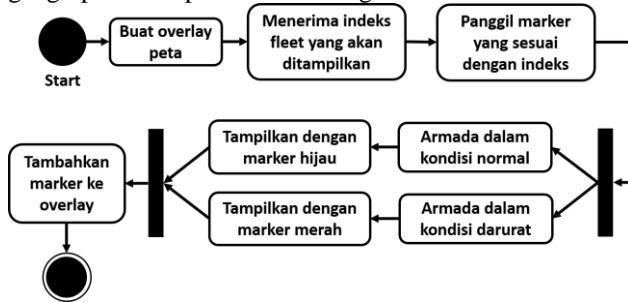 Start
Buat overlay
peta
Menerima indeks
fleet yang akan
ditampilkan
Panggil marker
yang sesuai
dengan indeks
Armada dalam
kondisi normal
Armada dalam
kondisi darurat
Tampilkan dengan
marker hijau
Tampilkan dengan
marker merah
Tambahkan
marker ke
overlay